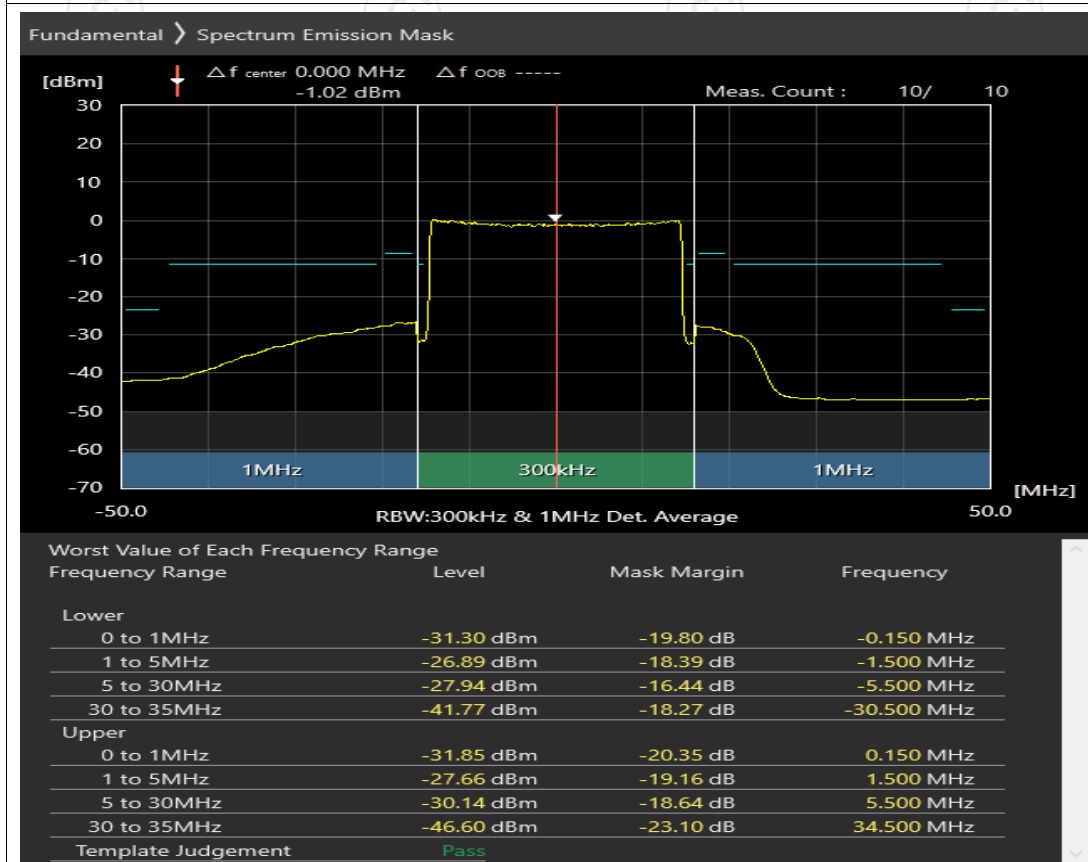 Fundamental ❯ Spectrum Emission Mask
[dBm]
△f center 0.000 MHz △f OOB -----
-1.02 dBm
Meas. Count : 10/ 10
30
20
10
0
-10
-20
-30
-40
-50
-60
-70
1MHz 300kHz 1MHz
[MHz]
-50.0 RBW:300kHz & 1MHz Det. Average 50.0
Worst Value of Each Frequency Range
Frequency Range Level Mask Margin Frequency
Lower
0 to 1MHz -31.30 dBm -19.80 dB -0.150 MHz
1 to 5MHz -26.89 dBm -18.39 dB -1.500 MHz
5 to 30MHz -27.94 dBm -16.44 dB -5.500 MHz
30 to 35MHz -41.77 dBm -18.27 dB -30.500 MHz
Upper
0 to 1MHz -31.85 dBm -20.35 dB 0.150 MHz
1 to 5MHz -27.66 dBm -19.16 dB 1.500 MHz
5 to 30MHz -30.14 dBm -18.64 dB 5.500 MHz
30 to 35MHz -46.60 dBm -23.10 dB 34.500 MHz
Template Judgement Pass